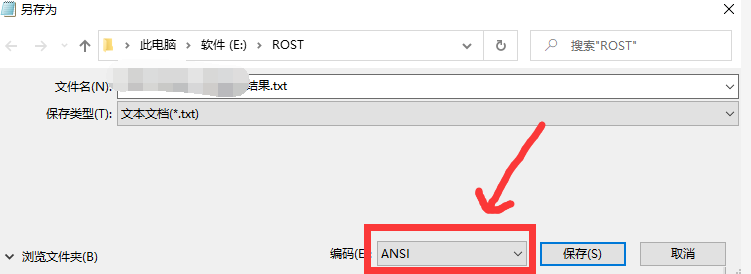 另存为
此电脑 软件 (E:) ROST 搜索"ROST"
文件名(N): 结果.txt
保存类型(T): 文本文档(*.txt)
浏览文件夹(B) 编码(E: ANSI 保存(S) 取消